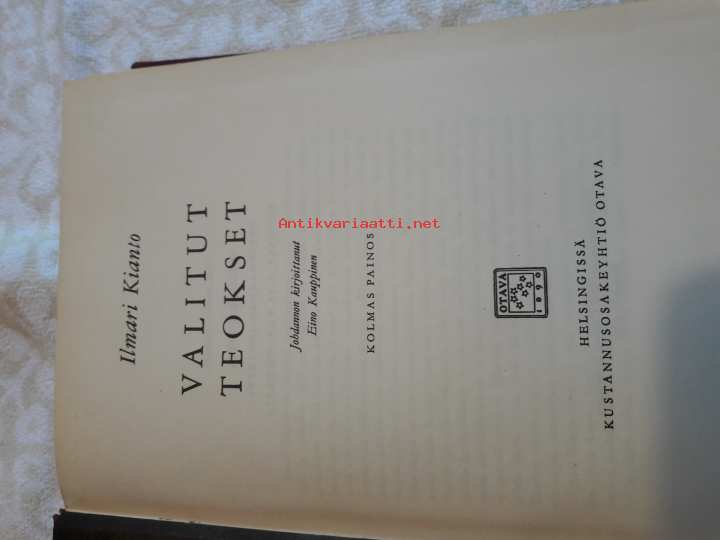 Ilmari Kianto
VALITUT
TEOKSET
Johdannon kirjoittanut
Eino Kauppinen
KOLMAS PAINOS
OTAVA
1890
HELSINGISSÄ
KUSTANNUSOSAKEYHTIÖ OTAVA
Antikvariaatti.net